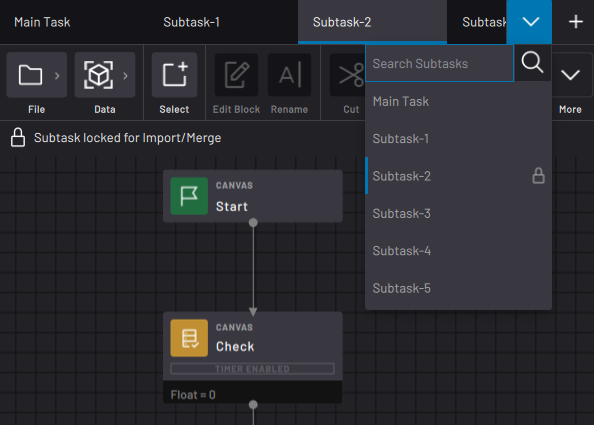 Main Task
Subtask-1
Subtask-2
Subtask
Search Subtasks
File
Data
Select
Edit Block
Rename
Cut
More
Main Task
Subtask-1
Subtask-2
Subtask-3
Subtask-4
Subtask-5
Subtask locked for Import/Merge
CANVAS
Start
CANVAS
Check
TIMER ENABLED
Float = 0